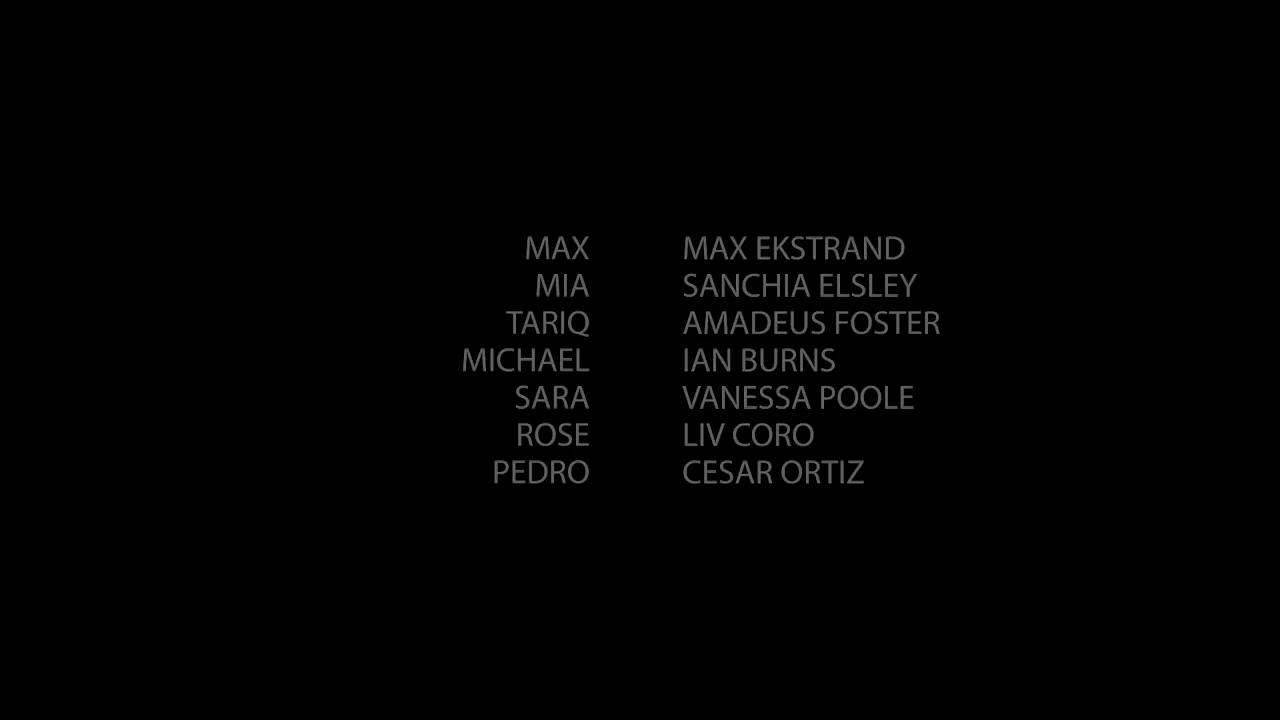 MAX MAX EKSTRAND
MIA SANCHIA ELSLEY
TARIQ AMADEUS FOSTER
MICHAEL IAN BURNS
SARA VANESSA POOLE
ROSE LIV CORO
PEDRO CESAR ORTIZ